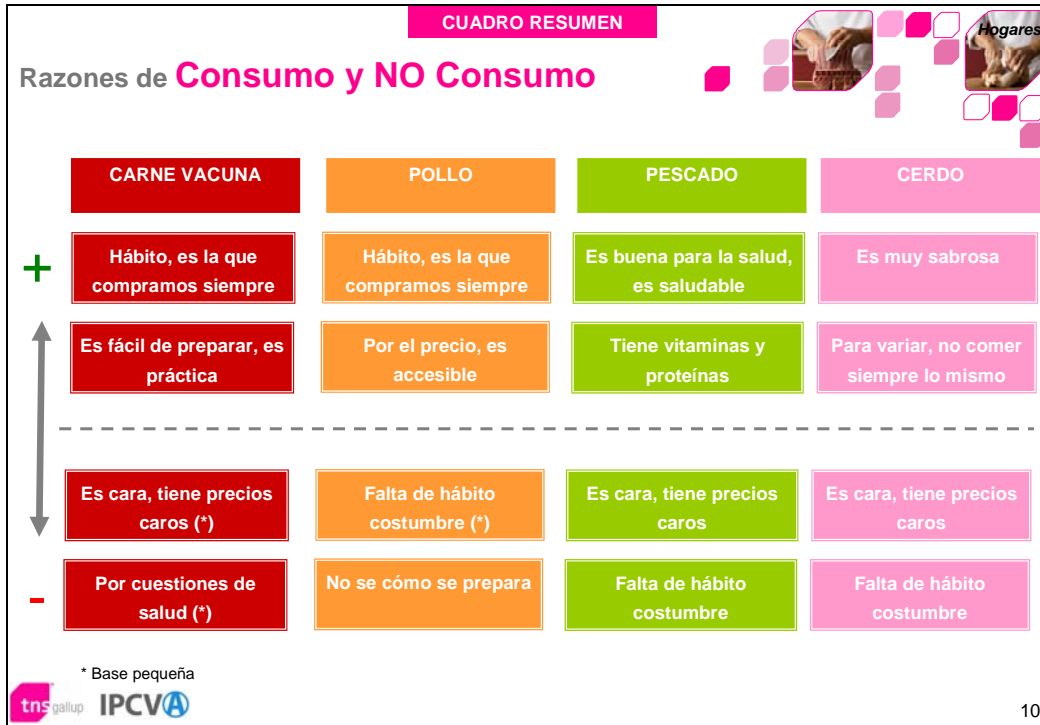 CUADRO RESUMEN
Hogares
Razones de Consumo y NO Consumo
CARNE VACUNA
POLLO
PESCADO
CERDO
+
Hábito, es la que
compramos siempre
Hábito, es la que
compramos siempre
Es buena para la salud,
es saludable
Es muy sabrosa
Es fácil de preparar, es
práctica
Por el precio, es
accesible
Tiene vitaminas y
proteínas
Para variar, no comer
siempre lo mismo
Es cara, tiene precios
caros (*)
Falta de hábito
costumbre (*)
Es cara, tiene precios
caros
Es cara, tiene precios
caros
-
Por cuestiones de
salud (*)
No se cómo se prepara
Falta de hábito
costumbre
Falta de hábito
costumbre
* Base pequeña
tns gallup
IPCVA
10